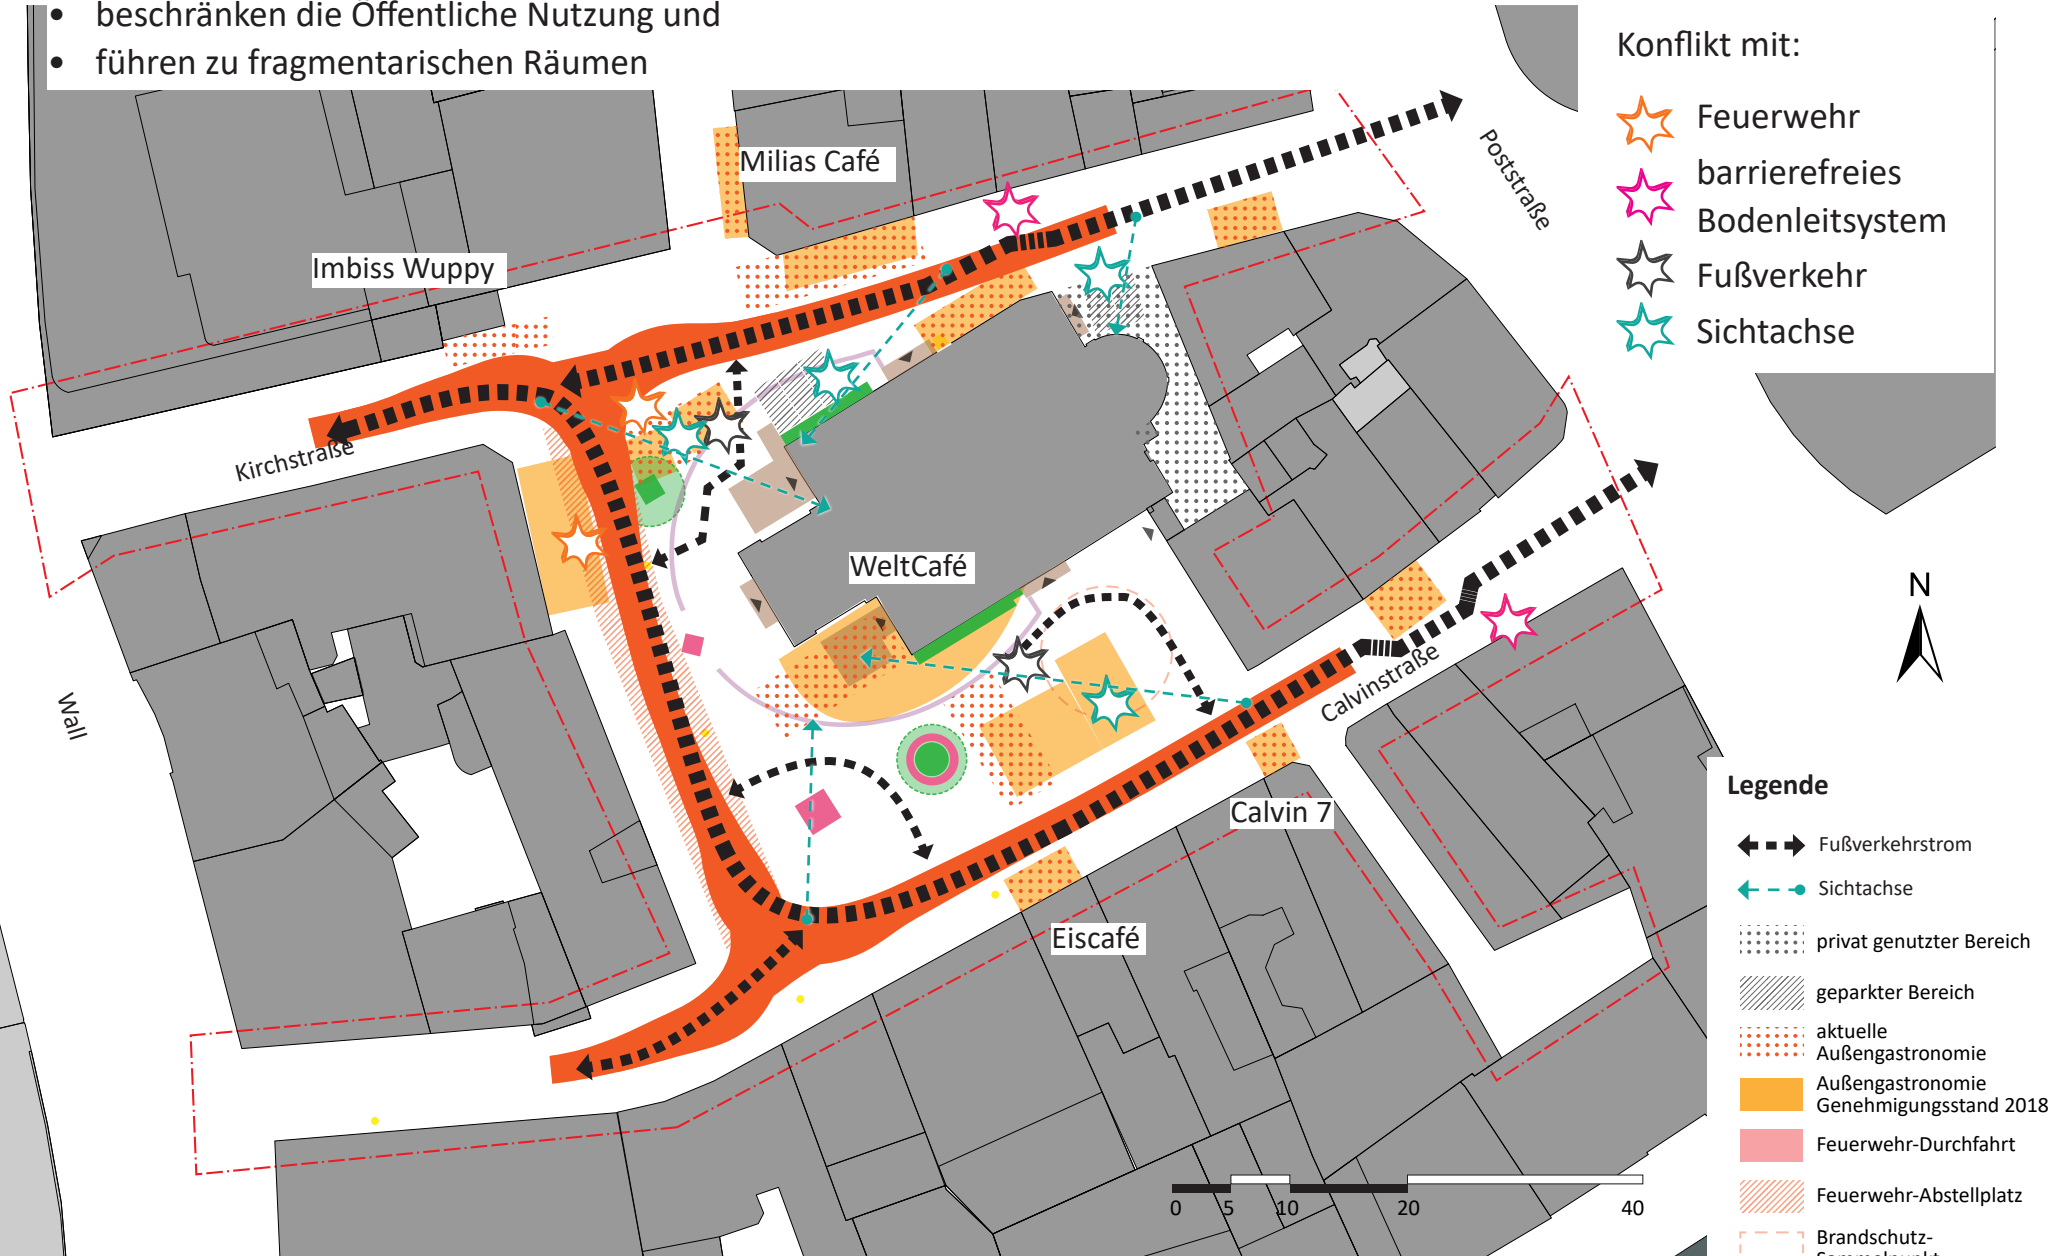 • beschränken die Öffentliche Nutzung und
• führen zu fragmentarischen Räumen
Konflikt mit:
Feuerwehr
barrierefreies
Bodenleitsystem
Fußverkehr
Sichtachse
Milias Café
Poststraße
Imbiss Wuppy
Kirchstraße
WeltCafé
N
Wall
Calvinstraße
Calvin 7
Eiscafé
Legende
Fußverkehrstrom
Sichtachse
privat genutzter Bereich
geparkter Bereich
aktuelle
Außengastronomie
Außengastronomie
Genehmigungsstand 2018
Feuerwehr-Durchfahrt
Feuerwehr-Abstellplatz
Brandschutz-
0 5 10 20 40